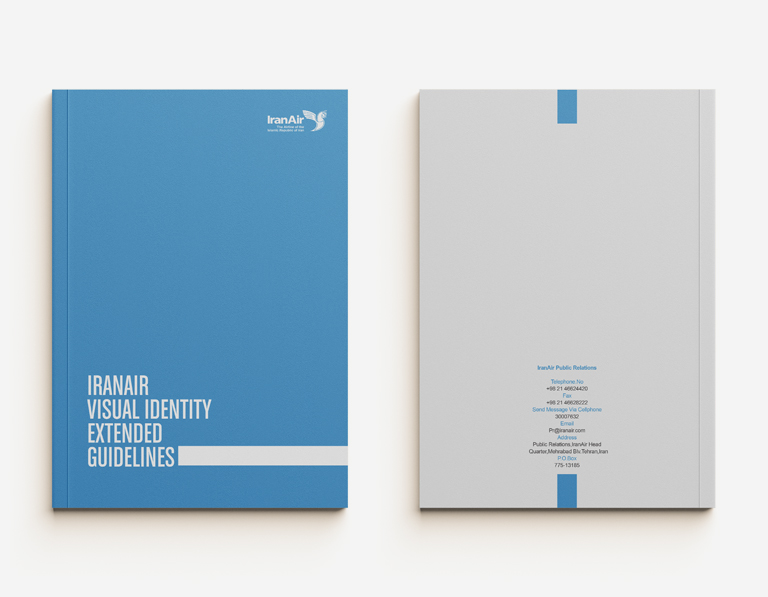 IranAir
The Airline of the
Islamic Republic of Iran
IRANAIR
VISUAL IDENTITY
EXTENDED
GUIDELINES
IranAir Public Relations
Telephone No
+98 21 46624420
Fax
+98 21 46628222
Send Message Via Cellphone
30007632
Email
Pr@iranair.com
Address
Public Relations,IranAir Head
Quarter,Mehrabad Blv.Tehran,Iran
P.O.Box
775-13185